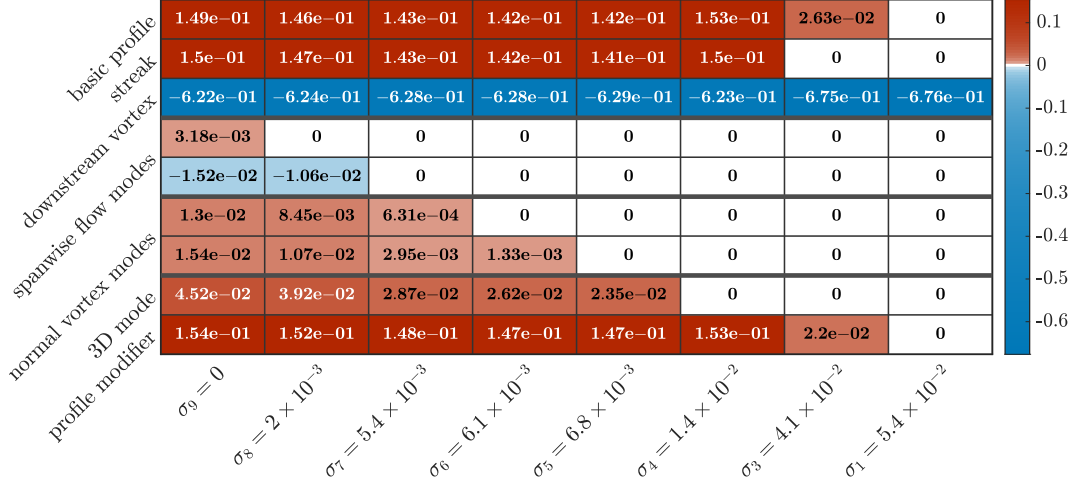 basic profile 1.49e−01 1.46e−01 1.43e−01 1.42e−01 1.42e−01 1.53e−01 2.63e−02 0
streak 1.5e−01 1.47e−01 1.43e−01 1.42e−01 1.41e−01 1.5e−01 0 0
downstream vortex −6.22e−01 −6.24e−01 −6.28e−01 −6.28e−01 −6.29e−01 −6.23e−01 −6.75e−01 −6.76e−01
3.18e−03 0 0 0 0 0 0 0
spanwise flow modes −1.52e−02 −1.06e−02 0 0 0 0 0 0
1.3e−02 8.45e−03 6.31e−04 0 0 0 0 0
normal vortex modes 1.54e−02 1.07e−02 2.95e−03 1.33e−03 0 0 0 0
3D mode 4.52e−02 3.92e−02 2.87e−02 2.62e−02 2.35e−02 0 0 0
profile modifier 1.54e−01 1.52e−01 1.48e−01 1.47e−01 1.47e−01 1.53e−01 2.2e−02 0
σ₉ = 0
σ₈ = 2 × 10⁻³
σ₇ = 5.4 × 10⁻³
σ₆ = 6.1 × 10⁻³
σ₅ = 6.8 × 10⁻³
σ₄ = 1.4 × 10⁻²
σ₃ = 4.1 × 10⁻²
σ₁ = 5.4 × 10⁻²
0.1
0
-0.1
-0.2
-0.3
-0.4
-0.5
-0.6